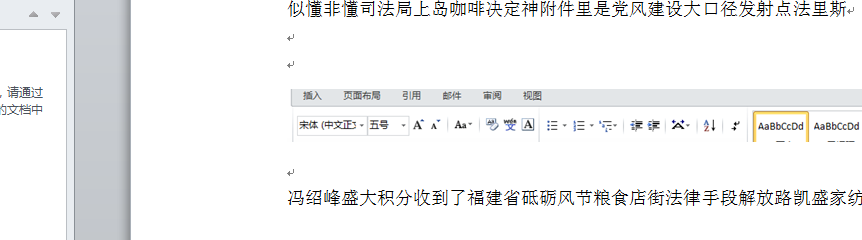 似懂非懂司法局上岛咖啡决定神附件里是党风建设大口径发射点法里斯
，请通过
的文档中
插入 页面布局 引用 邮件 审阅 视图
宋体 (中文正文 五号 Aa AaBbCcDd AaBbCcDd
冯绍峰盛大积分收到了福建省砥砺风节粮食店街法律手段解放路凯盛家纺